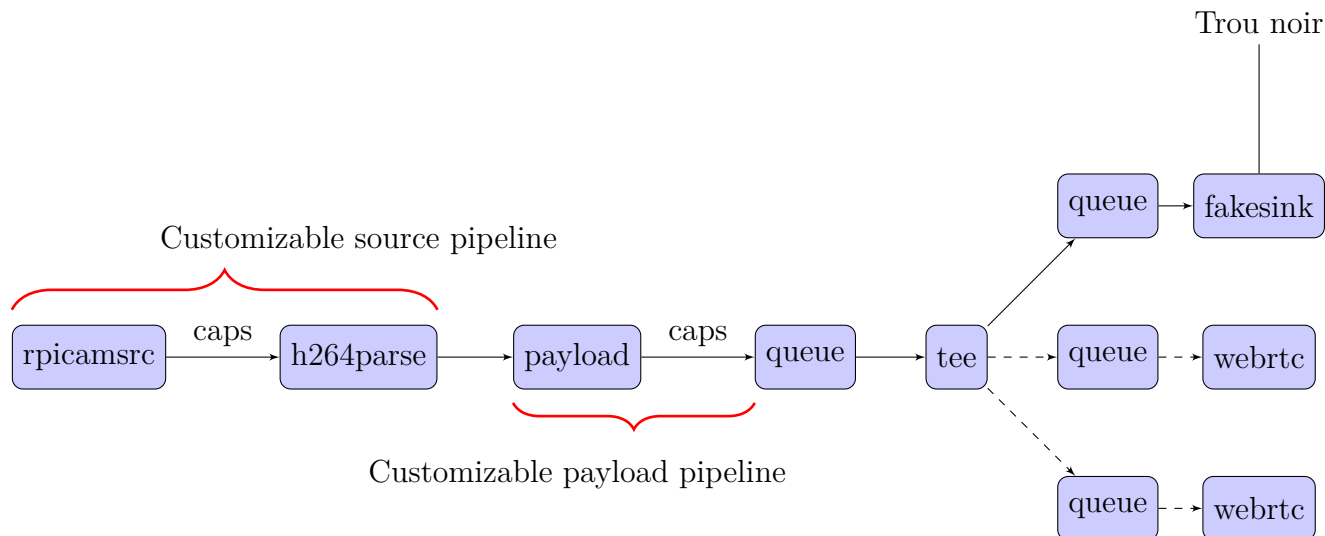 Trou noir
queue
fakesink
Customizable source pipeline
rpicamsrc
caps
h264parse
payload
caps
queue
tee
queue
webrtc
Customizable payload pipeline
queue
webrtc